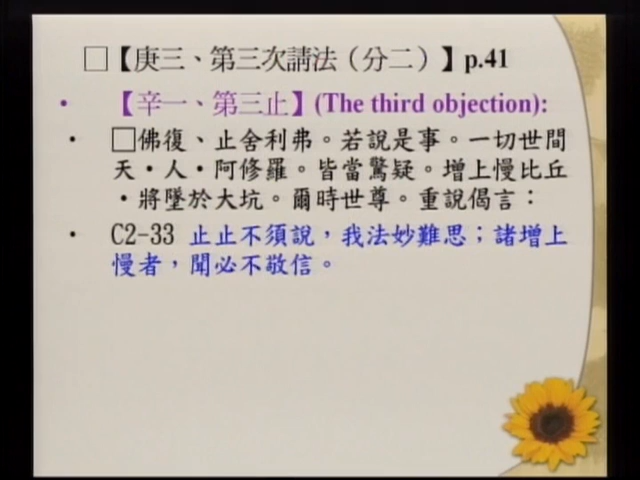 □【庚三、第三次請法（分二）】p.41
• 【辛一、第三止】(The third objection):
• □佛復、止舍利弗。若說是事。一切世間
天・人・阿修羅。皆當驚疑。增上慢比丘
・將墜於大坑。爾時世尊。重說偈言：
• C2-33 止止不須說，我法妙難思；諸增上
慢者，聞必不敬信。